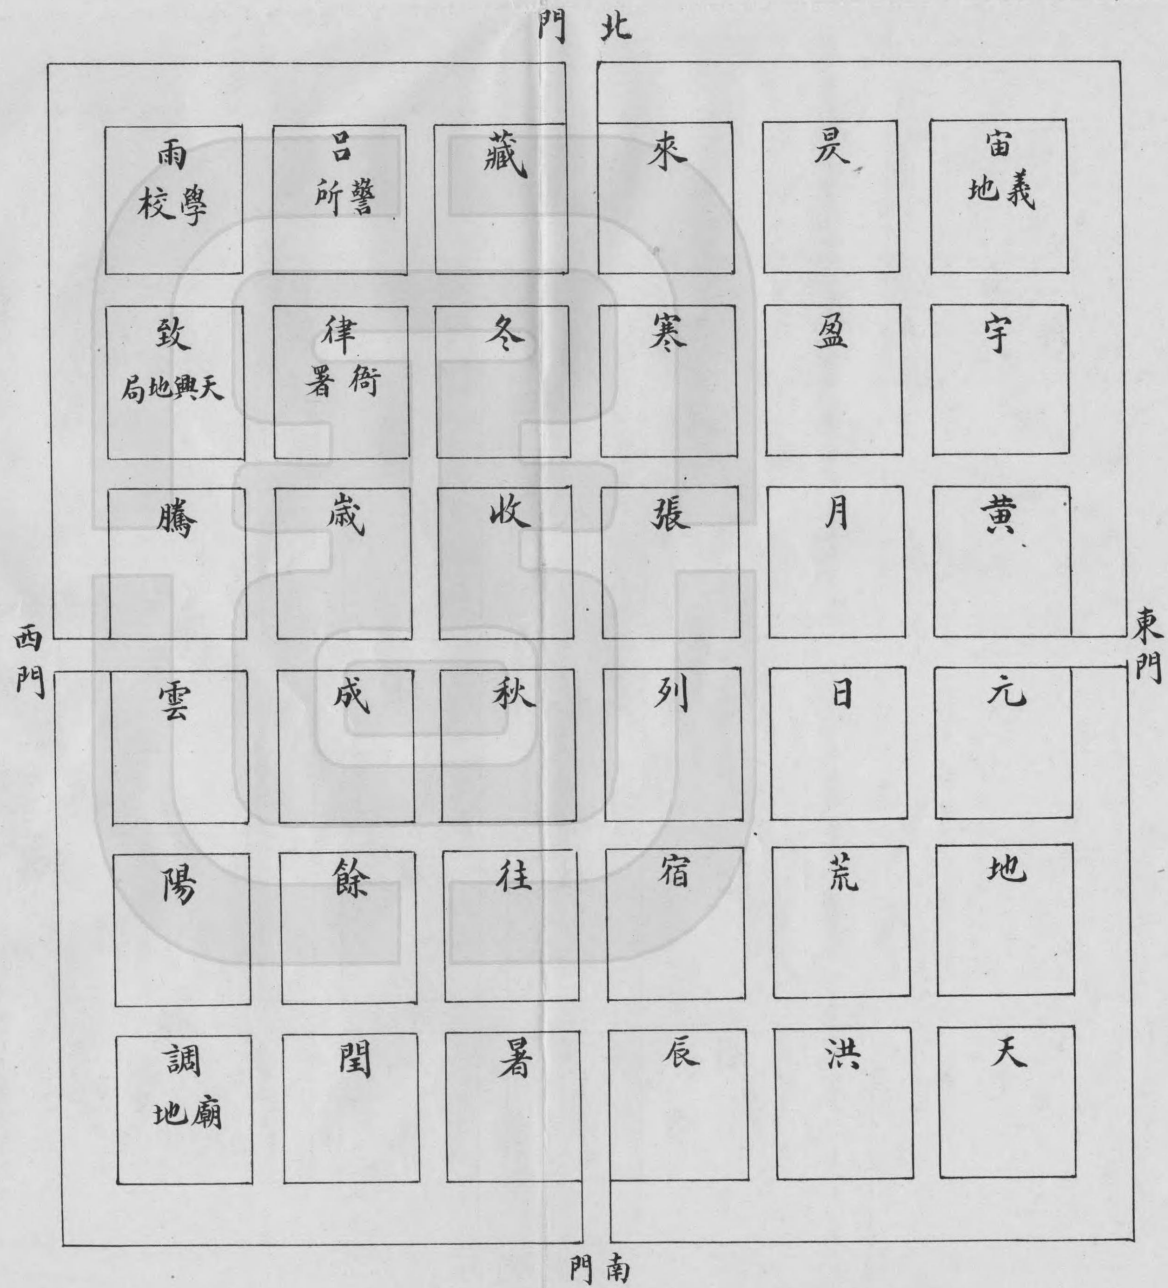 北門
宙
義地
昃
來
藏
呂
警所
雨
學校
宇
盈
寒
冬
律
衙署
致
天興地局
黄
月
張
收
歲
騰
東門
西門
元
日
列
秋
成
雲
地
荒
宿
往
餘
陽
天
洪
辰
暑
閏
調
廟地
南門